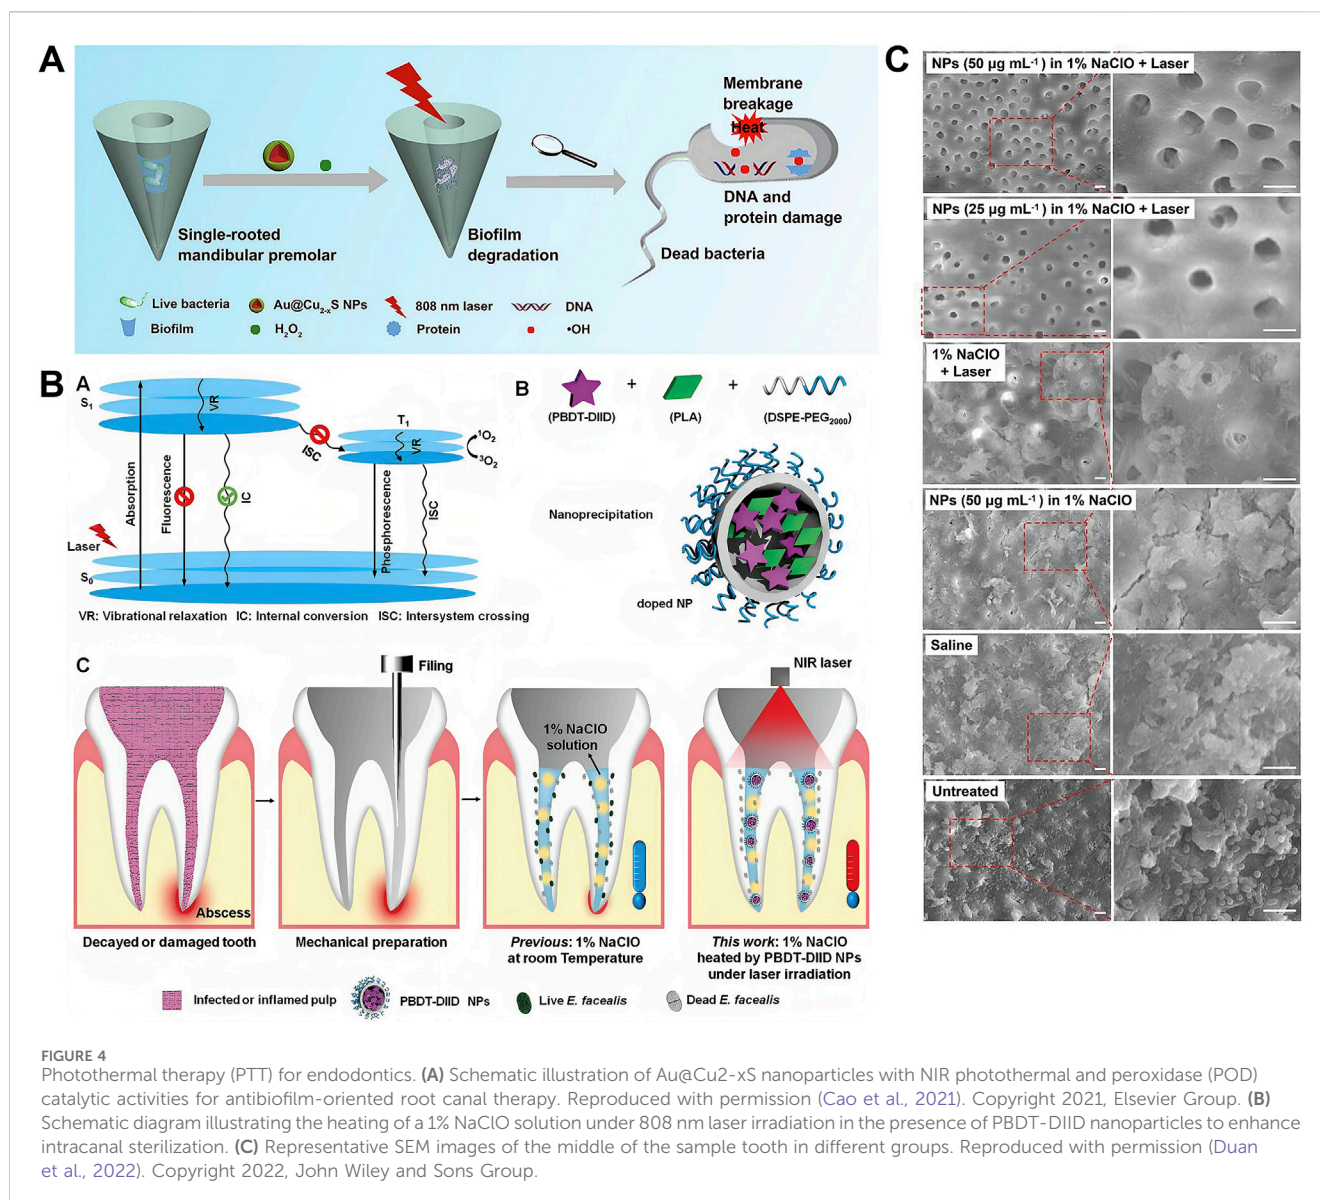 A
Membrane
breakage
Heat
Single-rooted
mandibular premolar
Biofilm
degradation
DNA and
protein damage
Dead bacteria
Live bacteria
Au@Cu2-xS NPs
808 nm laser
DNA
Biofilm
H2O2
Protein
•OH
B
A
S1
VR
Absorption
Fluorescence
IC
ISC
T1
VR
1O2
3O2
Phosphorescence
ISC
Laser
S0
VR: Vibrational relaxation IC: Internal conversion ISC: Intersystem crossing
B
+
+
(PBDT-DIID)
(PLA)
(DSPE-PEG2000)
Nanoprecipitation
doped NP
C
Filing
NIR laser
1% NaClO
solution
Abscess
Decayed or damaged tooth
Mechanical preparation
Previous: 1% NaClO
at room Temperature
This work: 1% NaClO
heated by PBDT-DIID NPs
under laser irradiation
Infected or inflamed pulp
PBDT-DIID NPs
Live E. facealis
Dead E. facealis
C
NPs (50 µg mL-1) in 1% NaClO + Laser
NPs (25 µg mL-1) in 1% NaClO + Laser
1% NaClO
+ Laser
NPs (50 µg mL-1) in 1% NaClO
Saline
Untreated
FIGURE 4
Photothermal therapy (PTT) for endodontics. (A) Schematic illustration of Au@Cu2-xS nanoparticles with NIR photothermal and peroxidase (POD)
catalytic activities for antibiofilm-oriented root canal therapy. Reproduced with permission (Cao et al., 2021). Copyright 2021, Elsevier Group. (B)
Schematic diagram illustrating the heating of a 1% NaClO solution under 808 nm laser irradiation in the presence of PBDT-DIID nanoparticles to enhance
intracanal sterilization. (C) Representative SEM images of the middle of the sample tooth in different groups. Reproduced with permission (Duan
et al., 2022). Copyright 2022, John Wiley and Sons Group.